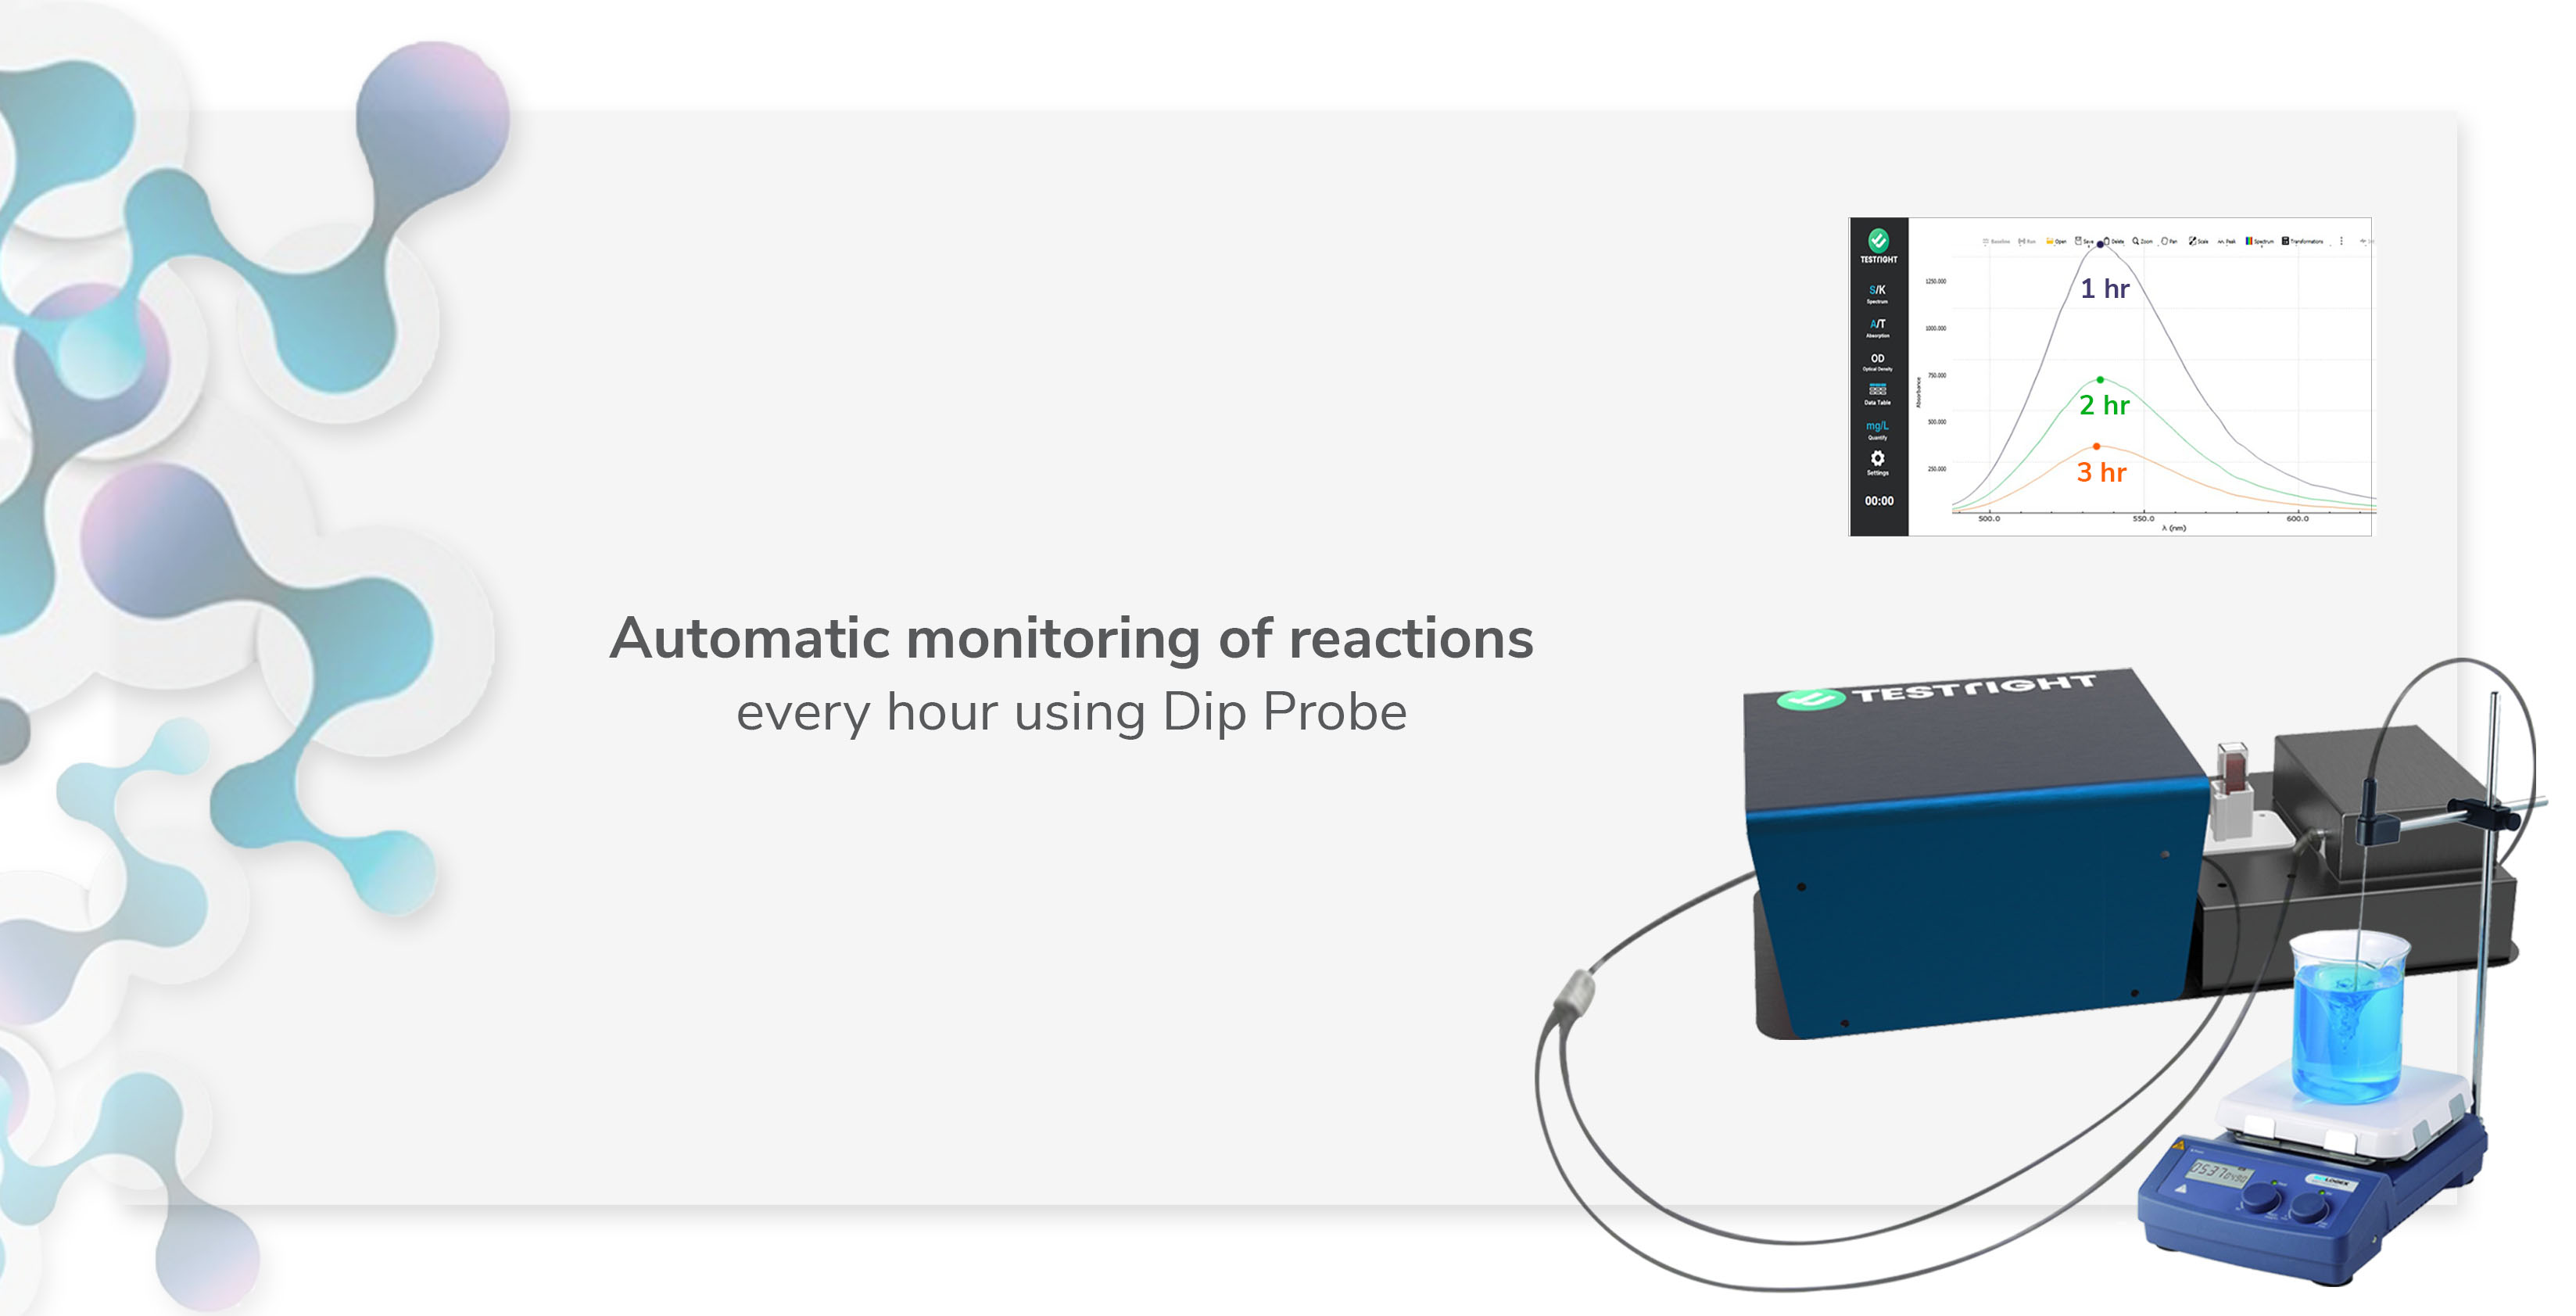 TESTRIGHT
Baseline Run Open Save Delete Zoom Pan Scale Peak Spectrum Transformations
S/K
Spectrum
A/T
Absorption
OD
Optical Density
Data Table
mg/L
Quantify
Settings
00:00
1 hr
2 hr
3 hr
1250.000
1000.000
750.000
500.000
250.000
Absorbance
500.0 550.0 600.0
λ (nm)
Automatic monitoring of reactions
every hour using Dip Probe
TESTRIGHT